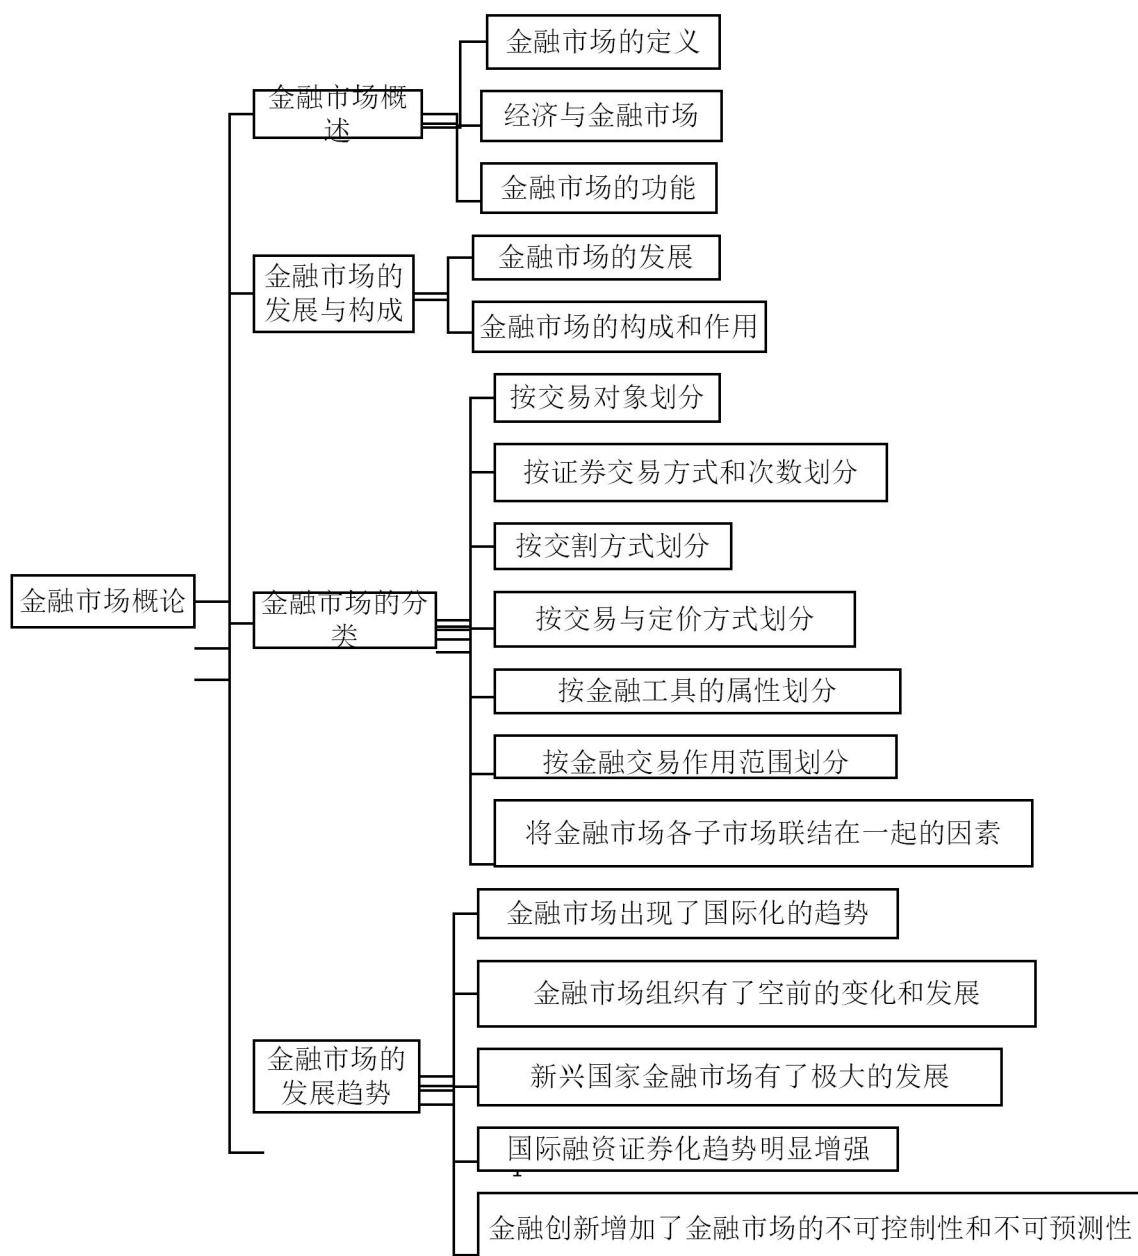 金融市场概论
金融市场概
述
金融市场的定义
经济与金融市场
金融市场的功能
金融市场的
发展与构成
金融市场的发展
金融市场的构成和作用
金融市场的分
类
按交易对象划分
按证券交易方式和次数划分
按交割方式划分
按交易与定价方式划分
按金融工具的属性划分
按金融交易作用范围划分
将金融市场各子市场联结在一起的因素
金融市场的
发展趋势
金融市场出现了国际化的趋势
金融市场组织有了空前的变化和发展
新兴国家金融市场有了极大的发展
国际融资证券化趋势明显增强
1
金融创新增加了金融市场的不可控制性和不可预测性